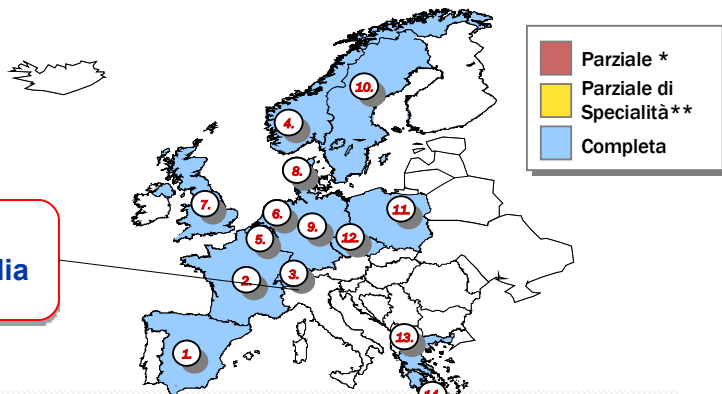 Parziale *
Parziale di
Specialità**
Completa
10.
4.
8.
7.
6.
11.
9.
5.
12.
lia
3.
2.
13.
1.